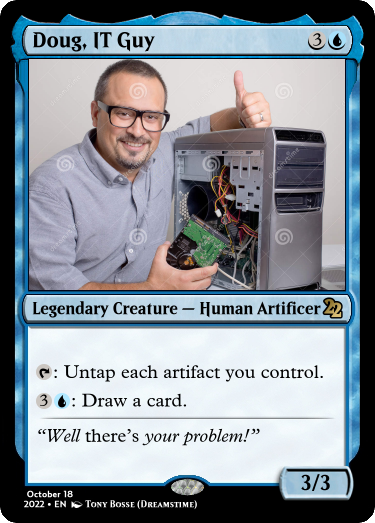 Doug, IT Guy 3
Legendary Creature — Human Artificer 22
: Untap each artifact you control.
3 : Draw a card.
“Well there’s your problem!”
3/3
October 18
2022 • EN Tony Bosse (Dreamstime)